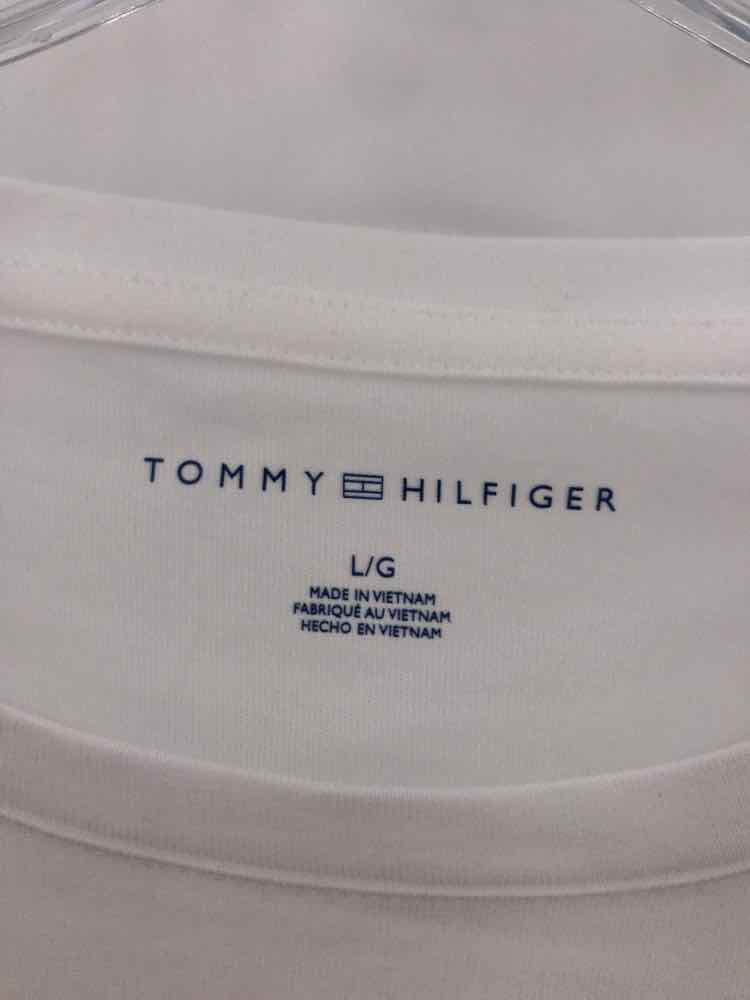 TOMMY HILFIGER
L/G
MADE IN VIETNAM
FABRIQUÉ AU VIETNAM
HECHO EN VIETNAM